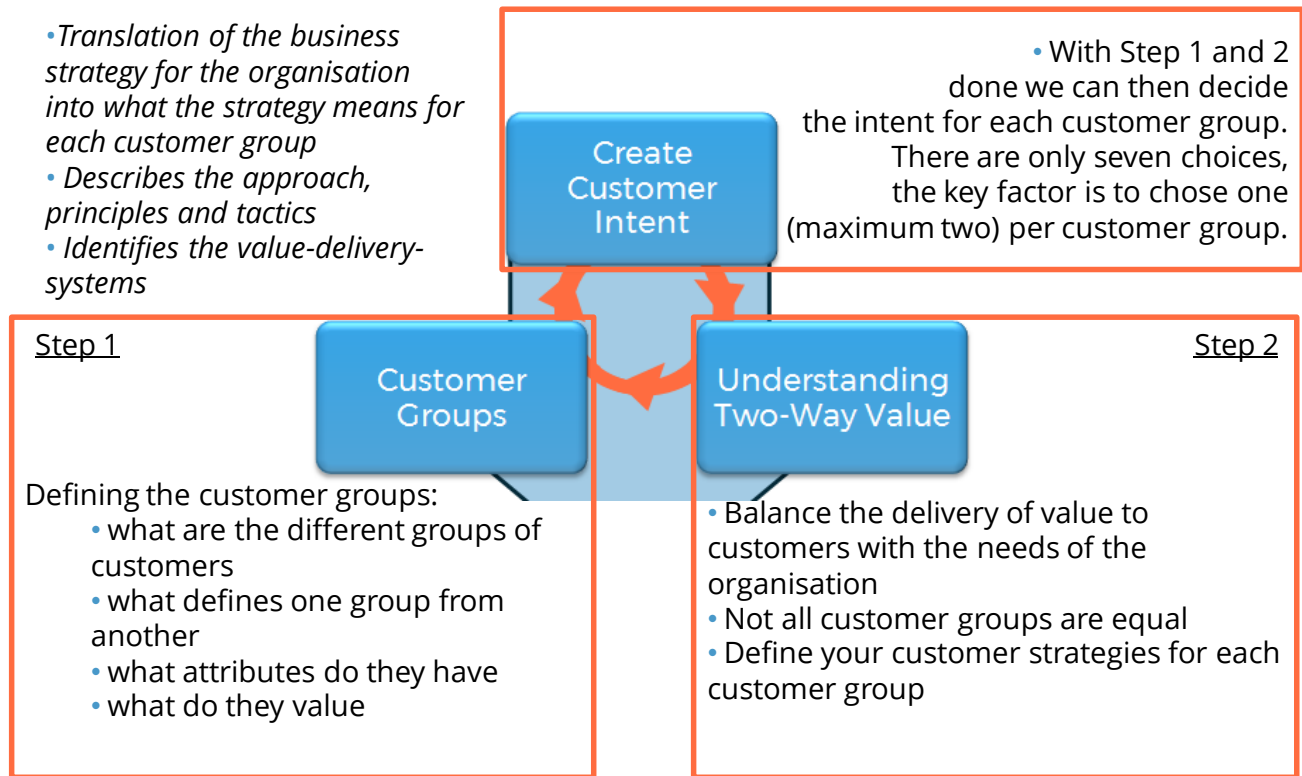 •Translation of the business
strategy for the organisation
into what the strategy means for
each customer group
• Describes the approach,
principles and tactics
• Identifies the value-delivery-
systems
• With Step 1 and 2
done we can then decide
the intent for each customer group.
There are only seven choices,
the key factor is to chose one
(maximum two) per customer group.
Create
Customer
Intent
Step 1
Customer
Groups
Defining the customer groups:
• what are the different groups of
customers
• what defines one group from
another
• what attributes do they have
• what do they value
Step 2
Understanding
Two-Way Value
• Balance the delivery of value to
customers with the needs of the
organisation
• Not all customer groups are equal
• Define your customer strategies for each
customer group